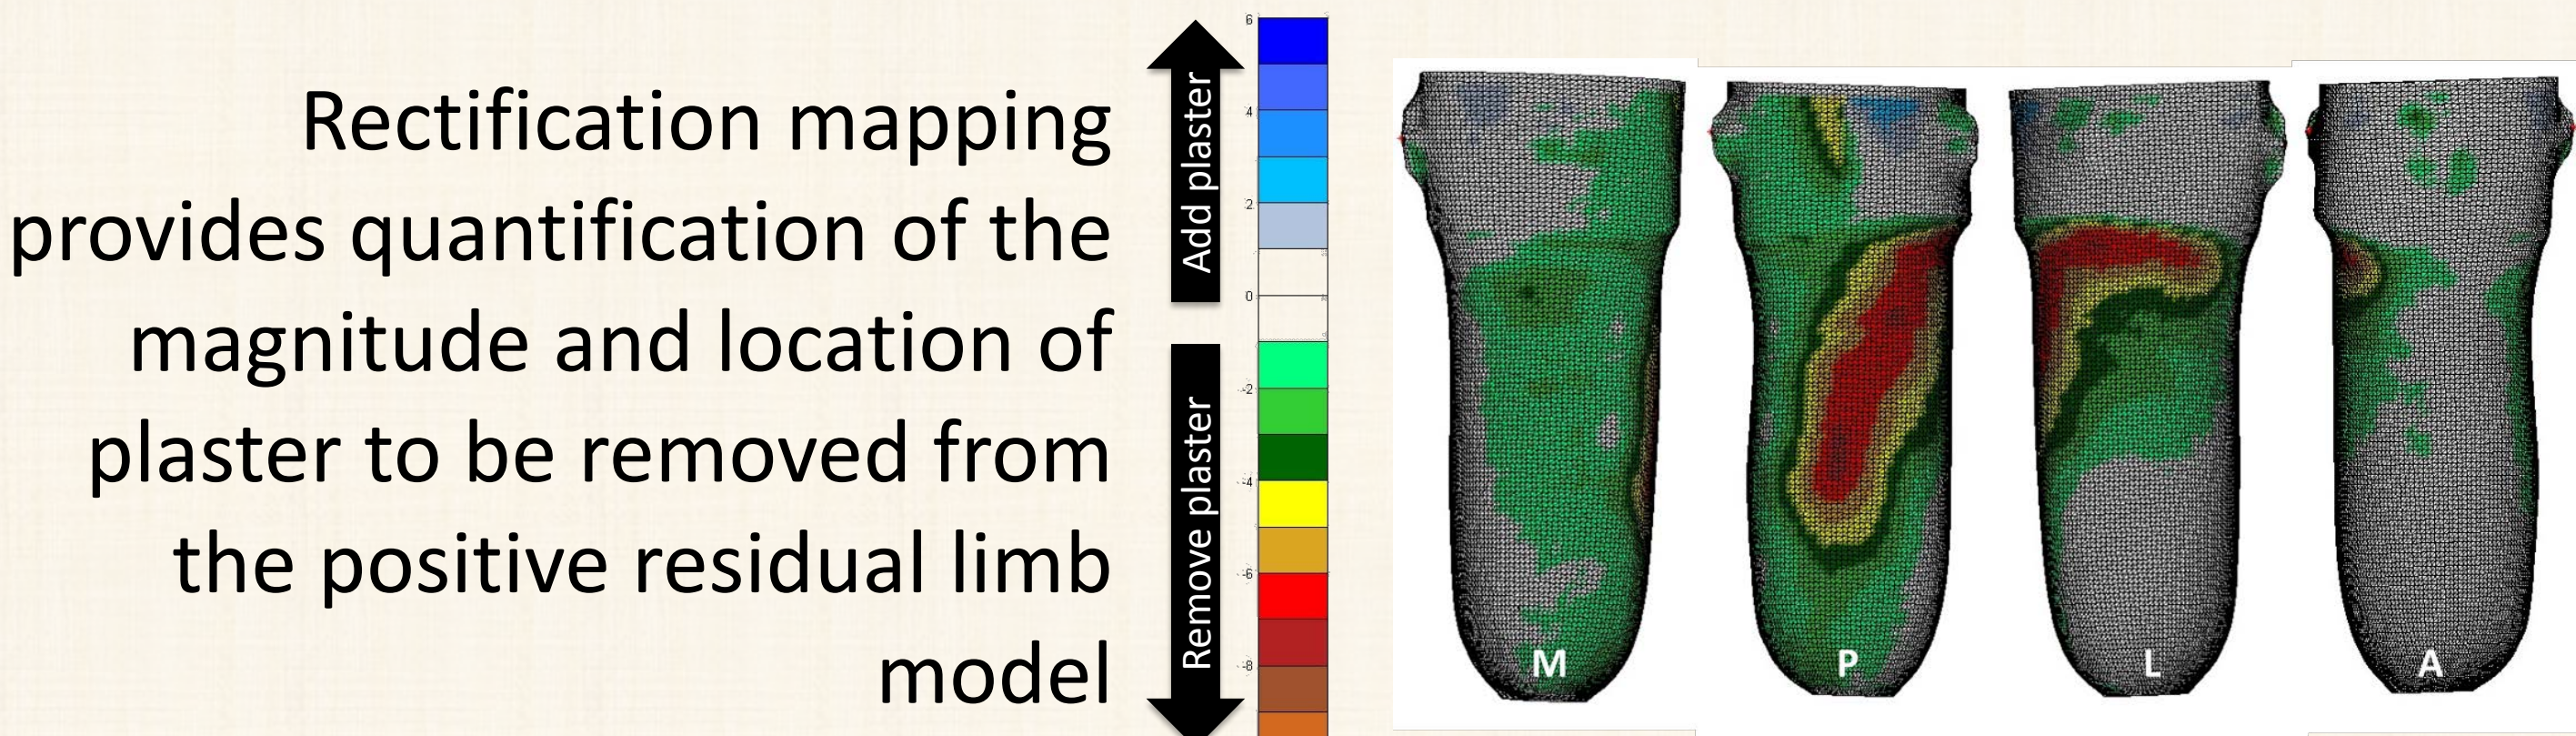 Rectification mapping
provides quantification of the
magnitude and location of
plaster to be removed from
the positive residual limb
model
Add plaster
Remove plaster
6
4
2
0
-2
-4
-6
-8
M
P
L
A